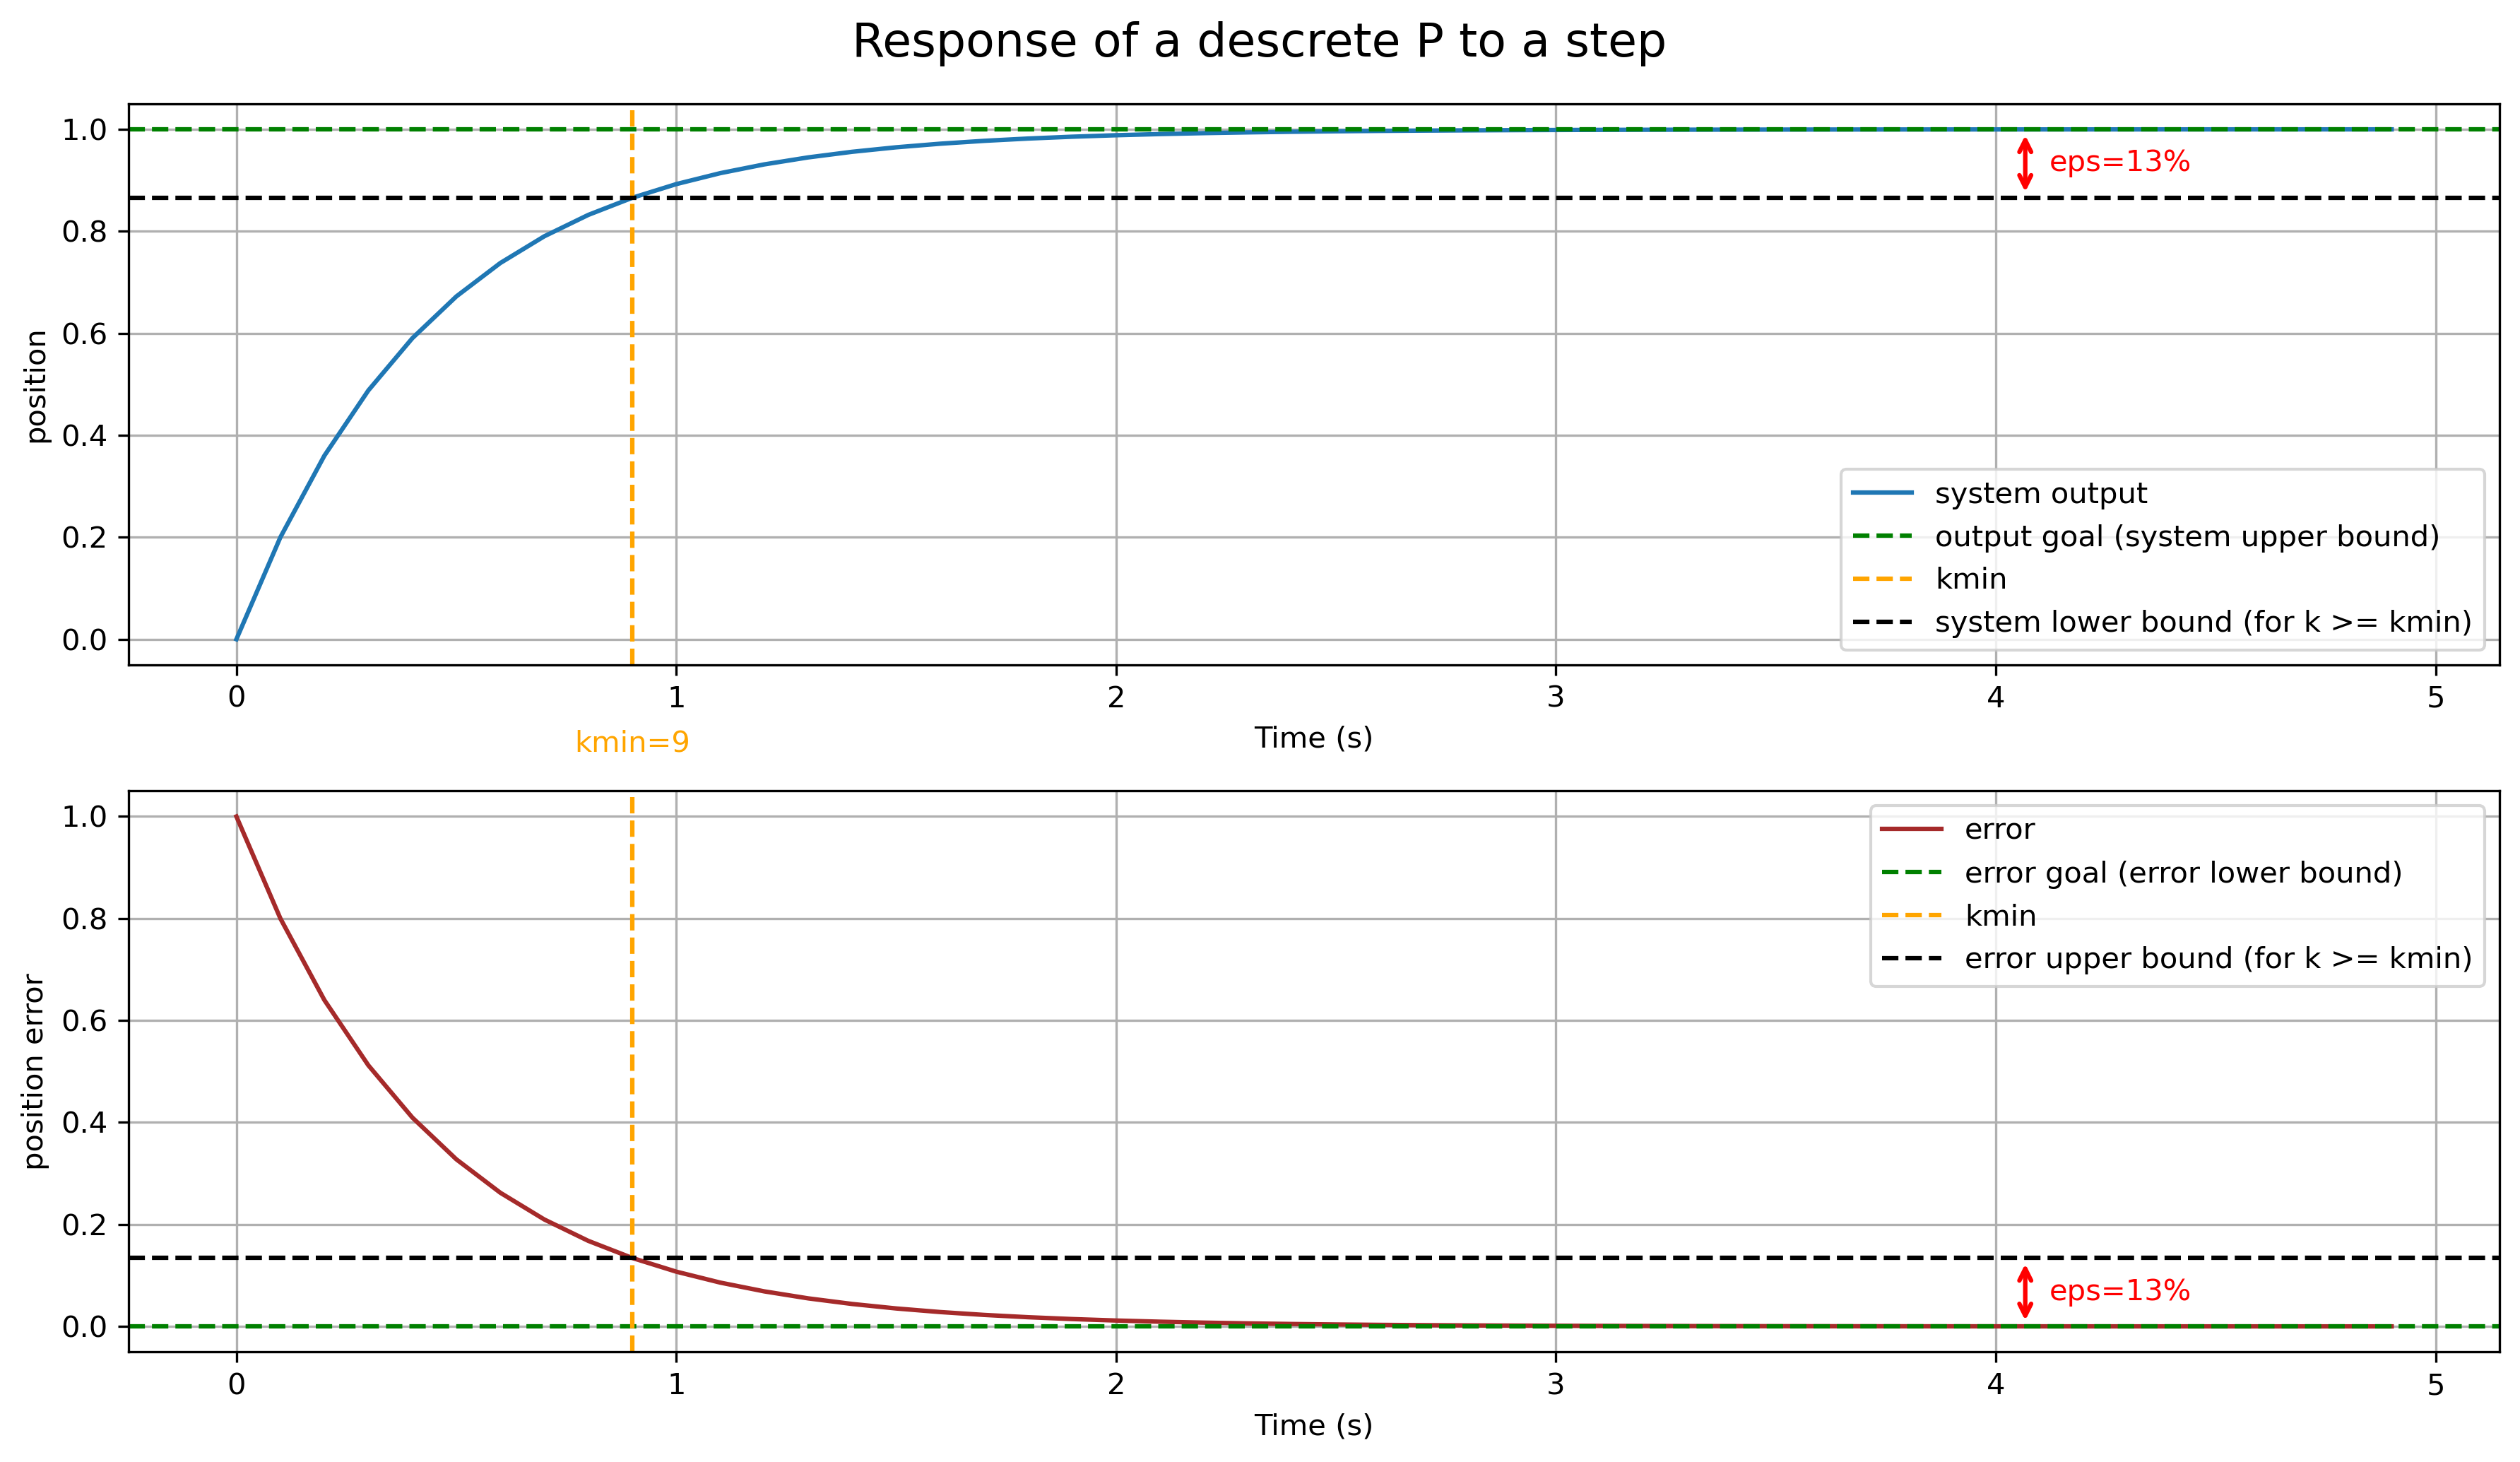 Response of a descrete P to a step
1.0
0.8
0.6
0.4
0.2
0.0
position
eps=13%
system output
output goal (system upper bound)
kmin
system lower bound (for k >= kmin)
0 1 2 3 4 5
kmin=9
Time (s)
1.0
0.8
0.6
0.4
0.2
0.0
position error
error
error goal (error lower bound)
kmin
error upper bound (for k >= kmin)
eps=13%
0 1 2 3 4 5
Time (s)